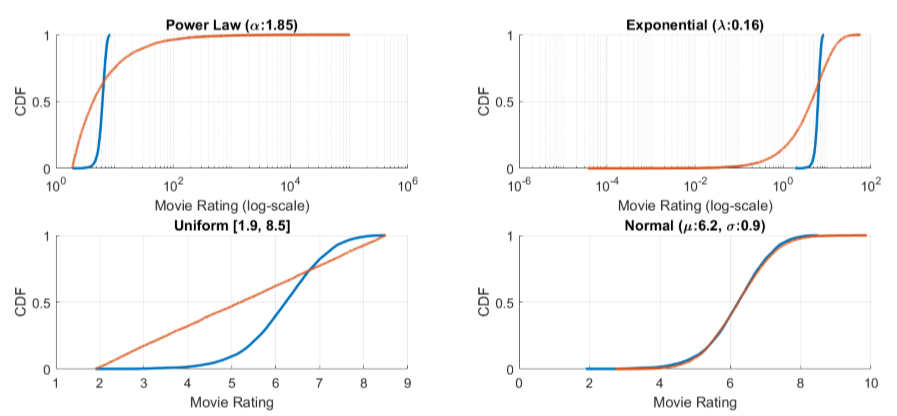 Power Law (α:1.85)
CDF
1
0.5
0
10^0 10^2 10^4 10^6
Movie Rating (log-scale)
Exponential (λ:0.16)
CDF
1
0.5
0
10^-6 10^-4 10^-2 10^0 10^2
Movie Rating (log-scale)
Uniform [1.9, 8.5]
CDF
1
0.5
0
1 2 3 4 5 6 7 8 9
Movie Rating
Normal (μ:6.2, σ:0.9)
CDF
1
0.5
0
0 2 4 6 8 10
Movie Rating